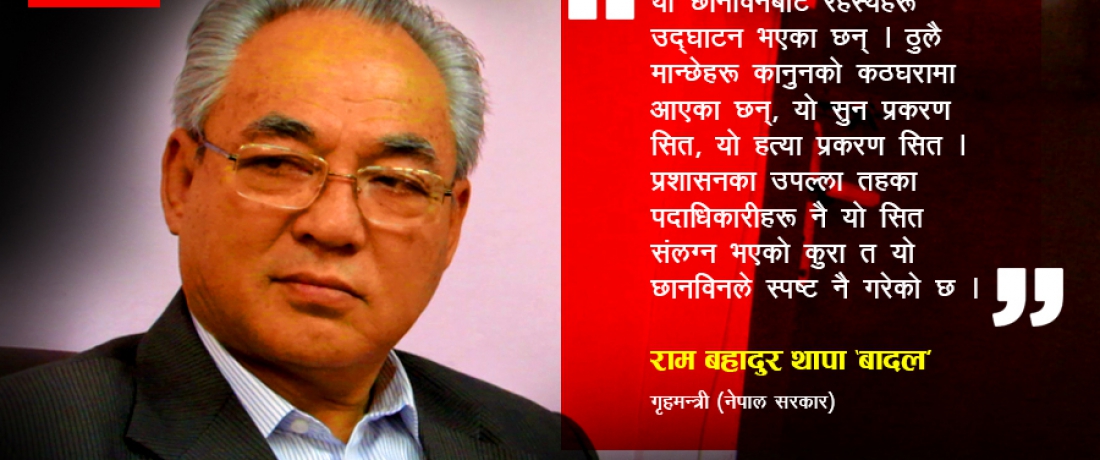 यो छानविनबाट रहस्यहरू
उद्घाटन भएका छन् । ठुलै
मान्छेहरू कानुनको कठघरामा
आएका छन्, यो सुन प्रकरण
सित, यो हत्या प्रकरण सित ।
प्रशासनका उपल्ला तहका
पदाधिकारीहरू नै यो सित
संलग्न भएको कुरा त यो
छानविनले स्पष्ट नै गरेको छ ।
”
राम बहादुर थापा ‘बादल’
गृहमन्त्री (नेपाल सरकार)